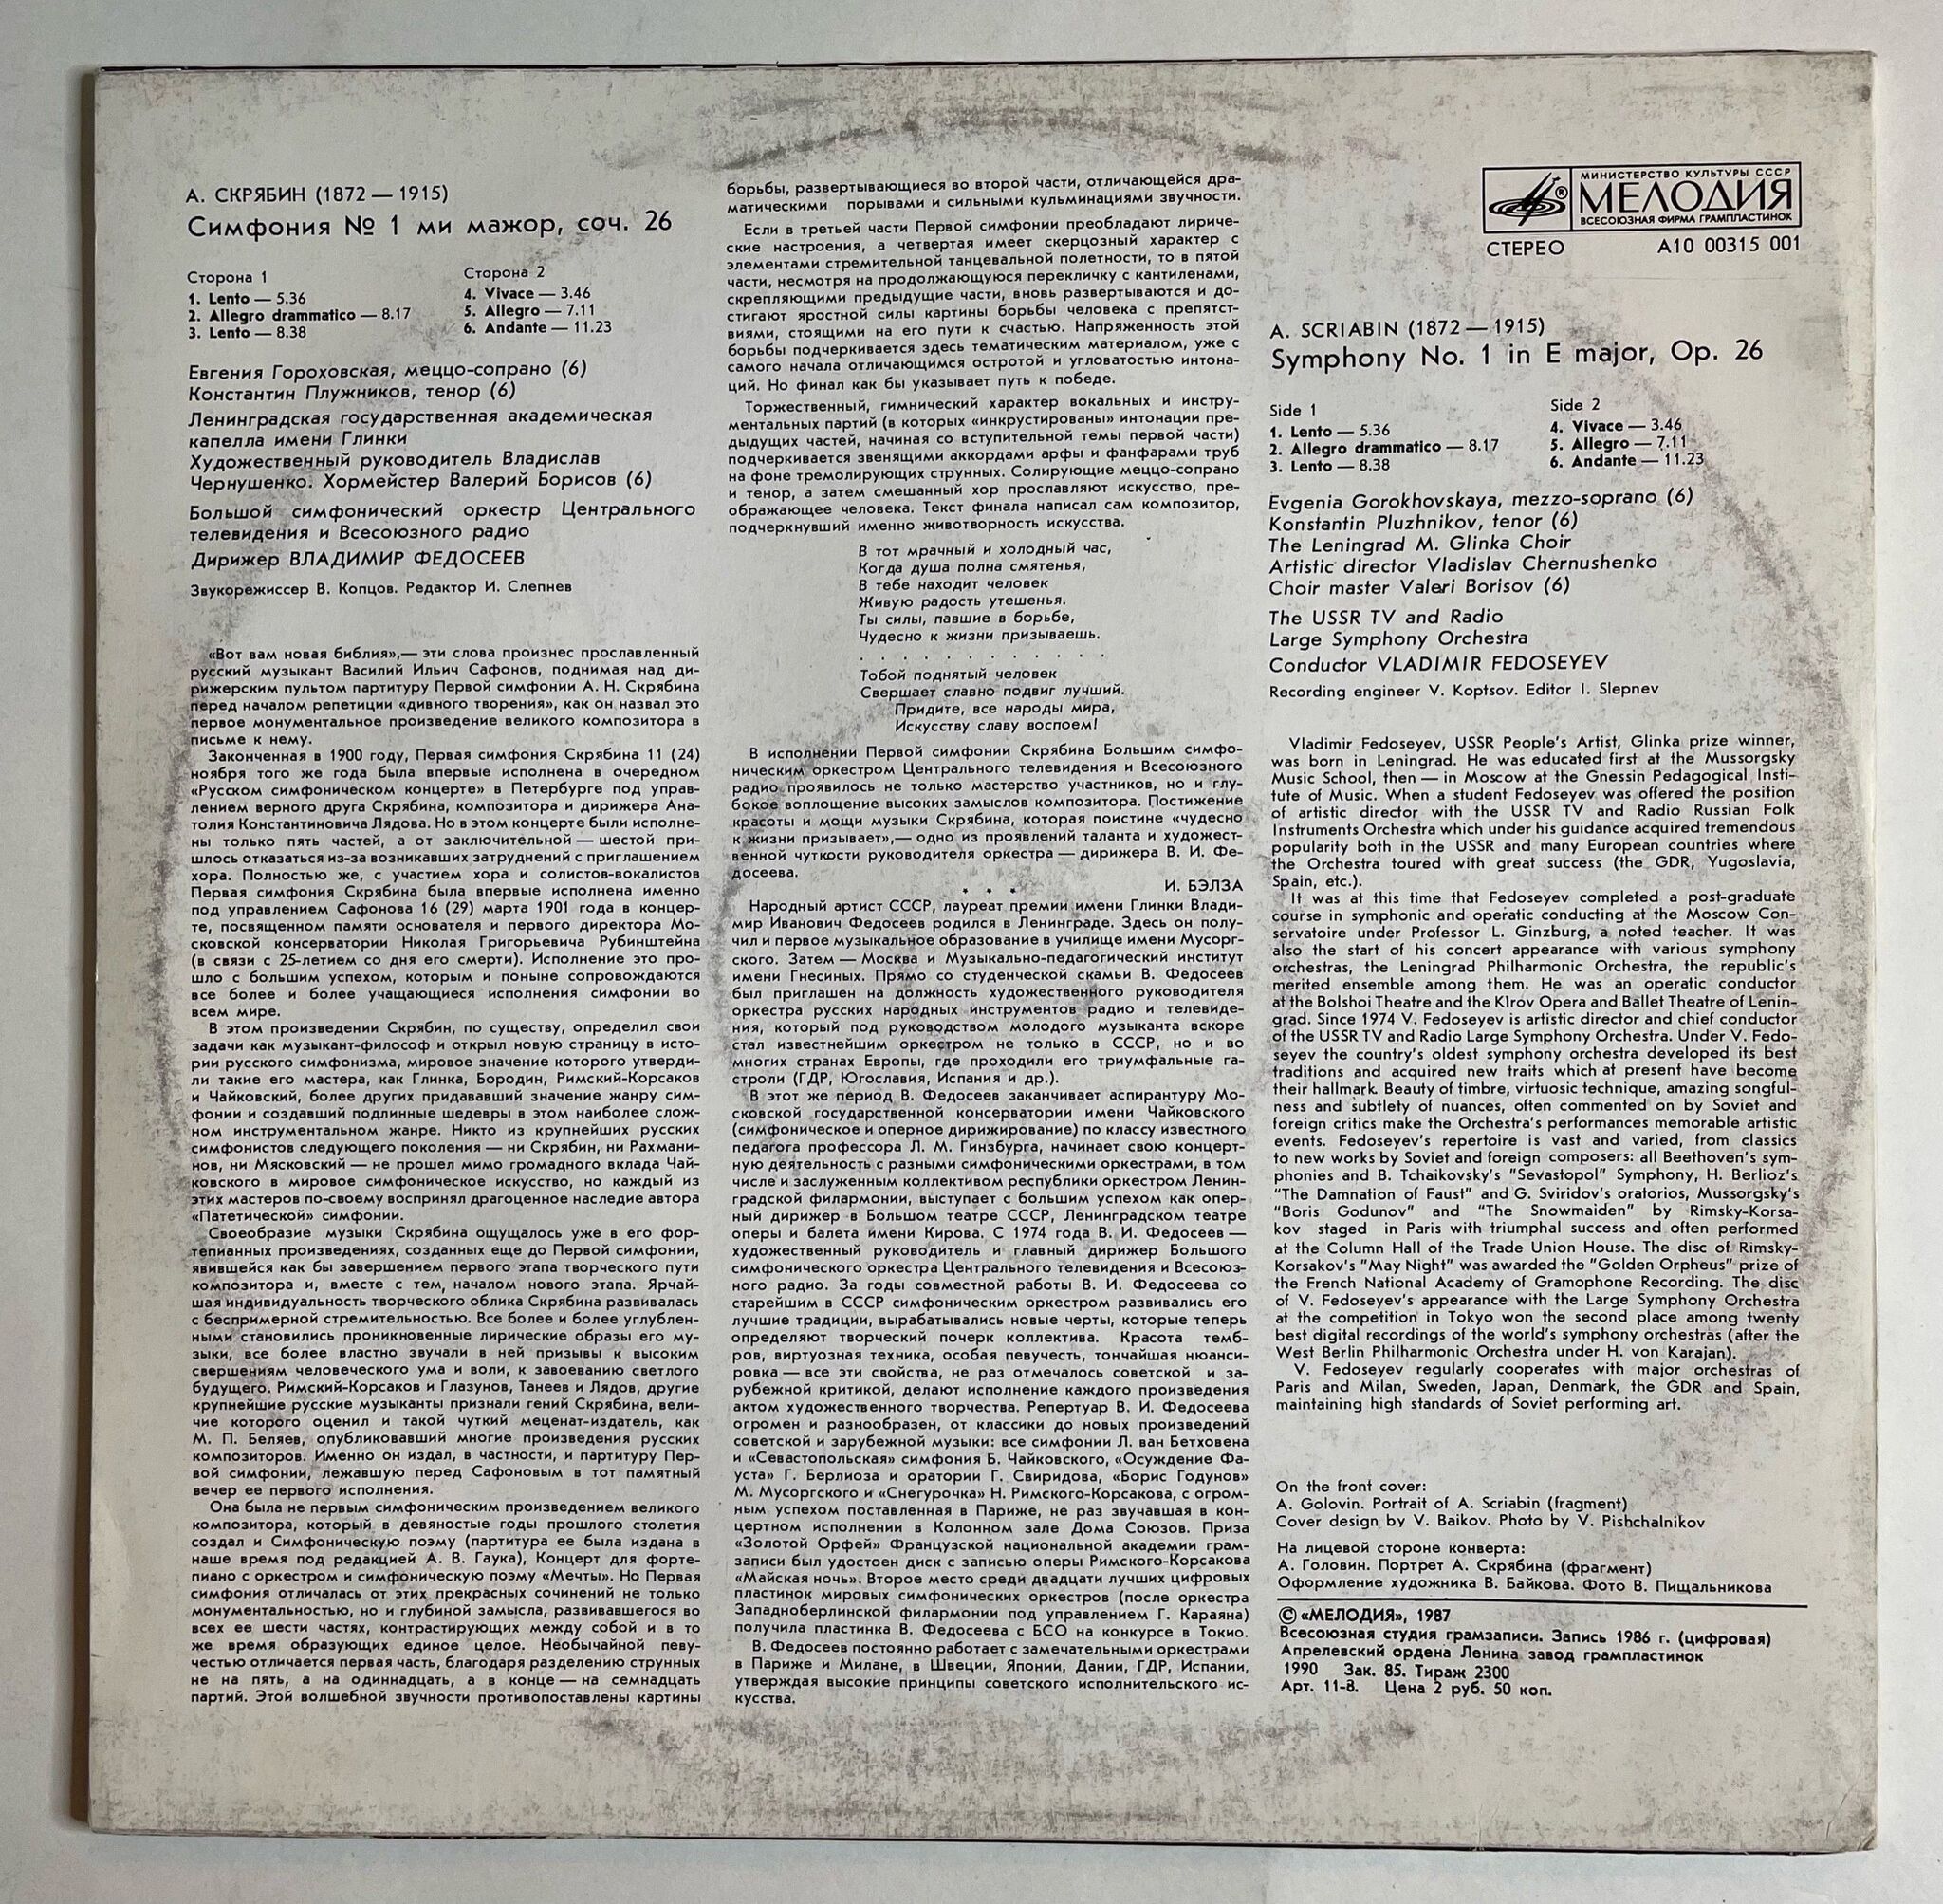 А. СКРЯБИН (1872 — 1915)
Симфония № 1 ми мажор, соч. 26
Сторона 1
1. Lento — 5.36
2. Allegro drammatico — 8.17
3. Lento — 8.38
Сторона 2
4. Vivace — 3.46
5. Allegro — 7.11
6. Andante — 11.23
Евгения Гороховская, меццо-сопрано (6)
Константин Плужников, тенор (6)
Ленинградская государственная академическая
капелла имени Глинки
Художественный руководитель Владислав
Чернушенко. Хормейстер Валерий Борисов (6)
Большой симфонический оркестр Центрального
телевидения и Всесоюзного радио
Дирижер ВЛАДИМИР ФЕДОСЕЕВ
Звукорежиссер В. Копцов. Редактор И. Слепнев
«Вот вам новая библия»,— эти слова произнес прославленный
русский музыкант Василий Ильич Сафонов, поднимая над ди-
рижерским пультом партитуру Первой симфонии А. Н. Скрябина
перед началом репетиции «дивного творения», как он назвал это
первое монументальное произведение великого композитора в
письме к нему.
Законченная в 1900 году, Первая симфония Скрябина 11 (24)
ноября того же года была впервые исполнена в очередном
«Русском симфоническом концерте» в Петербурге под управ-
лением верного друга Скрябина, композитора и дирижера Ана-
толия Константиновича Лядова. Но в этом концерте были исполне-
ны только пять частей, а от заключительной — шестой при-
шлось отказаться из-за возникавших затруднений с приглашением
хора. Полностью же, с участием хора и солистов-вокалистов
Первая симфония Скрябина была впервые исполнена именно
под управлением Сафонова 16 (29) марта 1901 года в концер-
те, посвященном памяти основателя и первого директора Мо-
сковской консерватории Николая Григорьевича Рубинштейна
(в связи с 25-летием со дня его смерти). Исполнение это про-
шло с большим успехом, которым и поныне сопровождаются
все более и более учащающиеся исполнения симфонии во
всем мире.
В этом произведении Скрябин, по существу, определил свои
задачи как музыкант-философ и открыл новую страницу в исто-
рии русского симфонизма, мировое значение которого утверди-
ли такие его мастера, как Глинка, Бородин, Римский-Корсаков
и Чайковский, более других придававший значение жанру сим-
фонии и создавший подлинные шедевры в этом наиболее слож-
ном инструментальном жанре. Никто из крупнейших русских
симфонистов следующего поколения — ни Скрябин, ни Рахмани-
нов, ни Мясковский — не прошел мимо громадного вклада Чай-
ковского в мировое симфоническое искусство, но каждый из
этих мастеров по-своему воспринял драгоценное наследие автора
«Патетической» симфонии.
Своеобразие музыки Скрябина ощущалось уже в его фор-
тепианных произведениях, созданных еще до Первой симфонии,
явившейся как бы завершением первого этапа творческого пути
композитора и, вместе с тем, началом нового этапа. Ярчай-
шая индивидуальность творческого облика Скрябина развивалась
с беспримерной стремительностью. Все более и более углублен-
ными становились проникновенные лирические образы его му-
зыки, все более властно звучали в ней призывы к высоким
свершениям человеческого ума и воли, к завоеванию светлого
будущего. Римский-Корсаков и Глазунов, Танеев и Лядов, другие
крупнейшие русские музыканты признали гений Скрябина, вели-
чие которого оценил и такой чуткий меценат-издатель, как
М. П. Беляев, опубликовавший многие произведения русских
композиторов. Именно он издал, в частности, и партитуру Пер-
вой симфонии, лежавшую перед Сафоновым в тот памятный
вечер ее первого исполнения.
Она была не первым симфоническим произведением великого
композитора, который в девяностые годы прошлого столетия
создал и Симфоническую поэму (партитура ее была издана в
наше время под редакцией А. В. Гаука), Концерт для форте-
пиано с оркестром и симфоническую поэму «Мечты». Но Первая
симфония отличалась от этих прекрасных сочинений не только
монументальностью, но и глубиной замысла, развивавшегося во
всех ее шести частях, контрастирующих между собой и в то
же время образующих единое целое. Необычайной певу-
честью отличается первая часть, благодаря разделению струнных
не на пять, а на одиннадцать, а в конце — на семнадцать
партий. Этой волшебной звучности противопоставлены картины
борьбы, развертывающиеся во второй части, отличающейся дра-
матическими порывами и сильными кульминациями звучности.
Если в третьей части Первой симфонии преобладают лириче-
ские настроения, а четвертая имеет скерцозный характер с
элементами стремительной танцевальной полетности, то в пятой
части, несмотря на продолжающуюся перекличку с кантиленами,
скрепляющими предыдущие части, вновь развертываются и до-
стигают яростной силы картины борьбы человека с препятст-
виями, стоящими на его пути к счастью. Напряженность этой
борьбы подчеркивается здесь тематическим материалом, уже с
самого начала отличающимся остротой и угловатостью интона-
ций. Но финал как бы указывает путь к победе.
Торжественный, гимнический характер вокальных и инстру-
ментальных партий (в которых «инкрустированы» интонации пре-
дыдущих частей, начиная со вступительной темы первой части)
подчеркивается звенящими аккордами арфы и фанфарами труб
на фоне тремолирующих струнных. Солирующие меццо-сопрано
и тенор, а затем смешанный хор прославляют искусство, пре-
ображающее человека. Текст финала написал сам композитор,
подчеркнувший именно животворность искусства.
В тот мрачный и холодный час,
Когда душа полна смятенья,
В тебе находит человек
Живую радость утешенья.
Ты силы, павшие в борьбе,
Чудесно к жизни призываешь.
. . . . . . . . . . .
Тобой поднятый человек
Свершает славно подвиг лучший.
Придите, все народы мира,
Искусству славу воспоем!
В исполнении Первой симфонии Скрябина Большим симфо-
ническим оркестром Центрального телевидения и Всесоюзного
радио проявилось не только мастерство участников, но и глу-
бокое воплощение высоких замыслов композитора. Постижение
красоты и мощи музыки Скрябина, которая поистине «чудесно
к жизни призывает»,— одно из проявлений таланта и художест-
венной чуткости руководителя оркестра — дирижера В. И. Фе-
досеева.
И. БЭЛЗА
* * *
Народный артист СССР, лауреат премии имени Глинки Влади-
мир Иванович Федосеев родился в Ленинграде. Здесь он полу-
чил и первое музыкальное образование в училище имени Мусорг-
ского. Затем — Москва и Музыкально-педагогический институт
имени Гнесиных. Прямо со студенческой скамьи В. Федосеев
был приглашен на должность художественного руководителя
оркестра русских народных инструментов радио и телевиде-
ния, который под руководством молодого музыканта вскоре
стал известнейшим оркестром не только в СССР, но и во
многих странах Европы, где проходили его триумфальные га-
строли (ГДР, Югославия, Испания и др.).
В этот же период В. Федосеев заканчивает аспирантуру Мо-
сковской государственной консерватории имени Чайковского
(симфоническое и оперное дирижирование) по классу известного
педагога профессора Л. М. Гинзбурга, начинает свою концерт-
ную деятельность с разными симфоническими оркестрами, в том
числе и заслуженным коллективом республики оркестром Ленин-
градской филармонии, выступает с большим успехом как опер-
ный дирижер в Большом театре СССР, Ленинградском театре
оперы и балета имени Кирова. С 1974 года В. И. Федосеев —
художественный руководитель и главный дирижер Большого
симфонического оркестра Центрального телевидения и Всесоюз-
ного радио. За годы совместной работы В. И. Федосеева со
старейшим в СССР симфоническим оркестром развивались его
лучшие традиции, вырабатывались новые черты, которые теперь
определяют творческий почерк коллектива. Красота темб-
ров, виртуозная техника, особая певучесть, тончайшая нюанси-
ровка — все эти свойства, не раз отмечалось советской и за-
рубежной критикой, делают исполнение каждого произведения
актом художественного творчества. Репертуар В. И. Федосеева
огромен и разнообразен, от классики до новых произведений
советской и зарубежной музыки: все симфонии Л. ван Бетховена
и «Севастопольская» симфония Б. Чайковского, «Осуждение Фа-
уста» Г. Берлиоза и оратории Г. Свиридова, «Борис Годунов»
М. Мусоргского и «Снегурочка» Н. Римского-Корсакова, с огром-
ным успехом поставленная в Париже, не раз звучавшая в кон-
цертном исполнении в Колонном зале Дома Союзов. Приза
«Золотой Орфей» Французской национальной академии грам-
записи был удостоен диск с записью оперы Римского-Корсакова
«Майская ночь». Второе место среди двадцати лучших цифровых
пластинок мировых симфонических оркестров (после оркестра
Западноберлинской филармонии под управлением Г. Караяна)
получила пластинка В. Федосеева с БСО на конкурсе в Токио.
В. Федосеев постоянно работает с замечательными оркестрами
в Париже и Милане, в Швеции, Японии, Дании, ГДР, Испании,
утверждая высокие принципы советского исполнительского ис-
кусства.
МИНИСТЕРСТВО КУЛЬТУРЫ СССР
® МЕЛОДИЯ
ВСЕСОЮЗНАЯ ФИРМА ГРАМПЛАСТИНОК
СТЕРЕО А10 00315 001
A. SCRIABIN (1872 — 1915)
Symphony No. 1 in E major, Op. 26
Side 1
1. Lento — 5.36
2. Allegro drammatico — 8.17
3. Lento — 8.38
Side 2
4. Vivace — 3.46
5. Allegro — 7.11
6. Andante — 11.23
Evgenia Gorokhovskaya, mezzo-soprano (6)
Konstantin Pluzhnikov, tenor (6)
The Leningrad M. Glinka Choir
Artistic director Vladislav Chernushenko
Choir master Valeri Borisov (6)
The USSR TV and Radio
Large Symphony Orchestra
Conductor VLADIMIR FEDOSEYEV
Recording engineer V. Koptsov. Editor I. Slepnev
Vladimir Fedoseyev, USSR People's Artist, Glinka prize winner,
was born in Leningrad. He was educated first at the Mussorgsky
Music School, then — in Moscow at the Gnessin Pedagogical Insti-
tute of Music. When a student Fedoseyev was offered the position
of artistic director with the USSR TV and Radio Russian Folk
Instruments Orchestra which under his guidance acquired tremendous
popularity both in the USSR and many European countries where
the Orchestra toured with great success (the GDR, Yugoslavia,
Spain, etc.).
It was at this time that Fedoseyev completed a post-graduate
course in symphonic and operatic conducting at the Moscow Con-
servatoire under Professor L. Ginzburg, a noted teacher. It was
also the start of his concert appearance with various symphony
orchestras, the Leningrad Philharmonic Orchestra, the republic's
merited ensemble among them. He was an operatic conductor
at the Bolshoi Theatre and the KIrov Opera and Ballet Theatre of Lenin-
grad. Since 1974 V. Fedoseyev is artistic director and chief conductor
of the USSR TV and Radio Large Symphony Orchestra. Under V. Fedo-
seyev the country's oldest symphony orchestra developed its best
traditions and acquired new traits which at present have become
their hallmark. Beauty of timbre, virtuosic technique, amazing songful-
ness and subtlety of nuances, often commented on by Soviet and
foreign critics make the Orchestra's performances memorable artistic
events. Fedoseyev's repertoire is vast and varied, from classics
to new works by Soviet and foreign composers: all Beethoven's sym-
phonies and B. Tchaikovsky's "Sevastopol" Symphony, H. Berlioz's
"The Damnation of Faust" and G. Sviridov's oratorios, Mussorgsky's
"Boris Godunov" and "The Snowmaiden" by Rimsky-Korsa-
kov staged in Paris with triumphal success and often performed
at the Column Hall of the Trade Union House. The disc of Rimsky-
Korsakov's "May Night" was awarded the "Golden Orpheus" prize of
the French National Academy of Gramophone Recording. The disc
of V. Fedoseyev's appearance with the Large Symphony Orchestra
at the competition in Tokyo won the second place among twenty
best digital recordings of the world's symphony orchestras (after the
West Berlin Philharmonic Orchestra under H. von Karajan).
V. Fedoseyev regularly cooperates with major orchestras of
Paris and Milan, Sweden, Japan, Denmark, the GDR and Spain,
maintaining high standards of Soviet performing art.
On the front cover:
A. Golovin. Portrait of A. Scriabin (fragment)
Cover design by V. Baikov. Photo by V. Pishchalnikov
На лицевой стороне конверта:
А. Головин. Портрет А. Скрябина (фрагмент)
Оформление художника В. Байкова. Фото В. Пищальникова
© «МЕЛОДИЯ», 1987
Всесоюзная студия грамзаписи. Запись 1986 г. (цифровая)
Апрелевский ордена Ленина завод грампластинок
1990 Зак. 85. Тираж 2300
Арт. 11-8. Цена 2 руб. 50 коп.